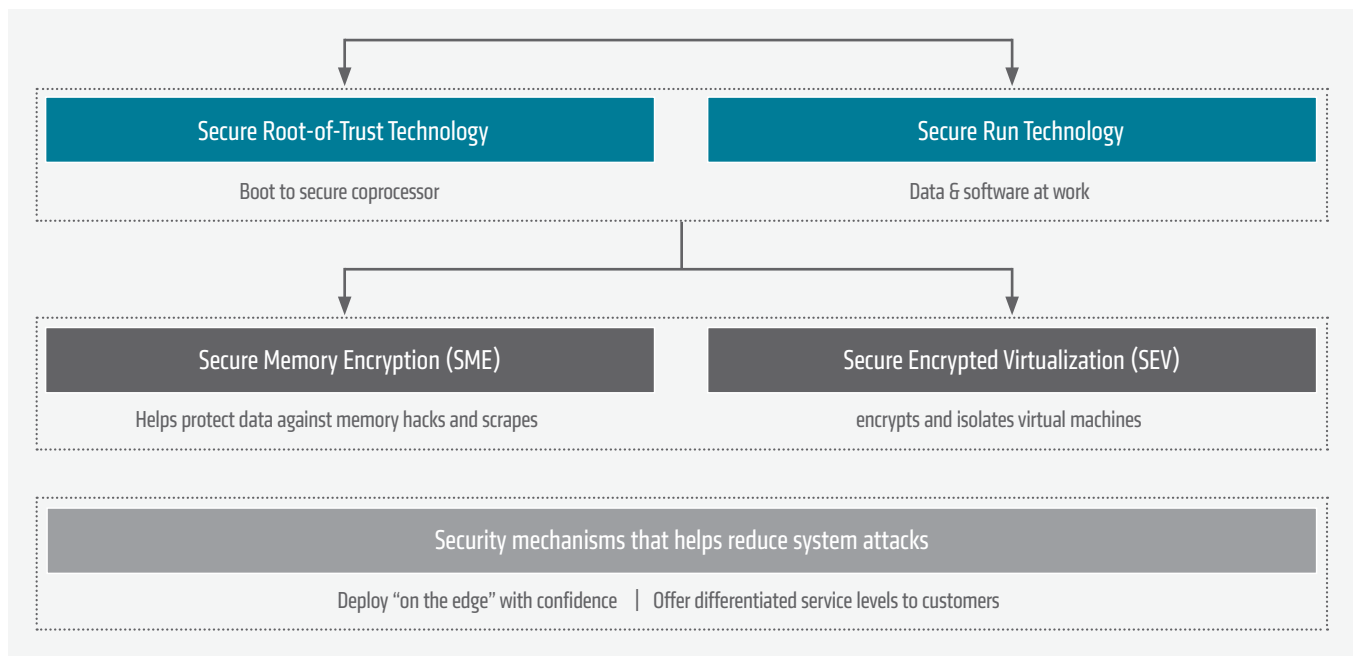 Secure Root-of-Trust Technology
Secure Run Technology
Boot to secure coprocessor
Data & software at work
Secure Memory Encryption (SME)
Secure Encrypted Virtualization (SEV)
Helps protect data against memory hacks and scrapes
encrypts and isolates virtual machines
Security mechanisms that helps reduce system attacks
Deploy “on the edge” with confidence | Offer differentiated service levels to customers